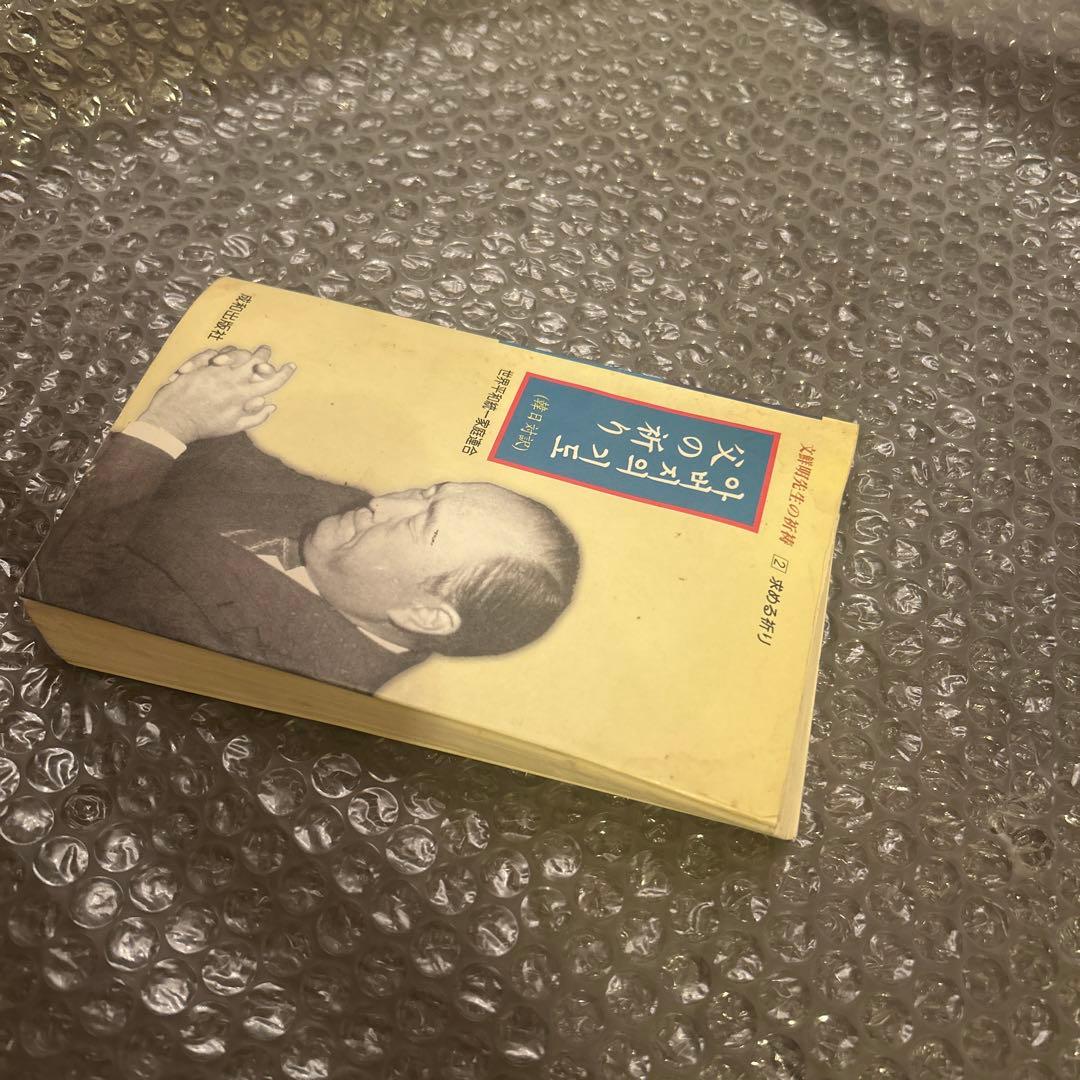 文鮮明先生の祈祷 2 求める祈り
아버지의 기도
父の祈り
(韓日対訳)
世界平和統一家庭連合
成和出版社